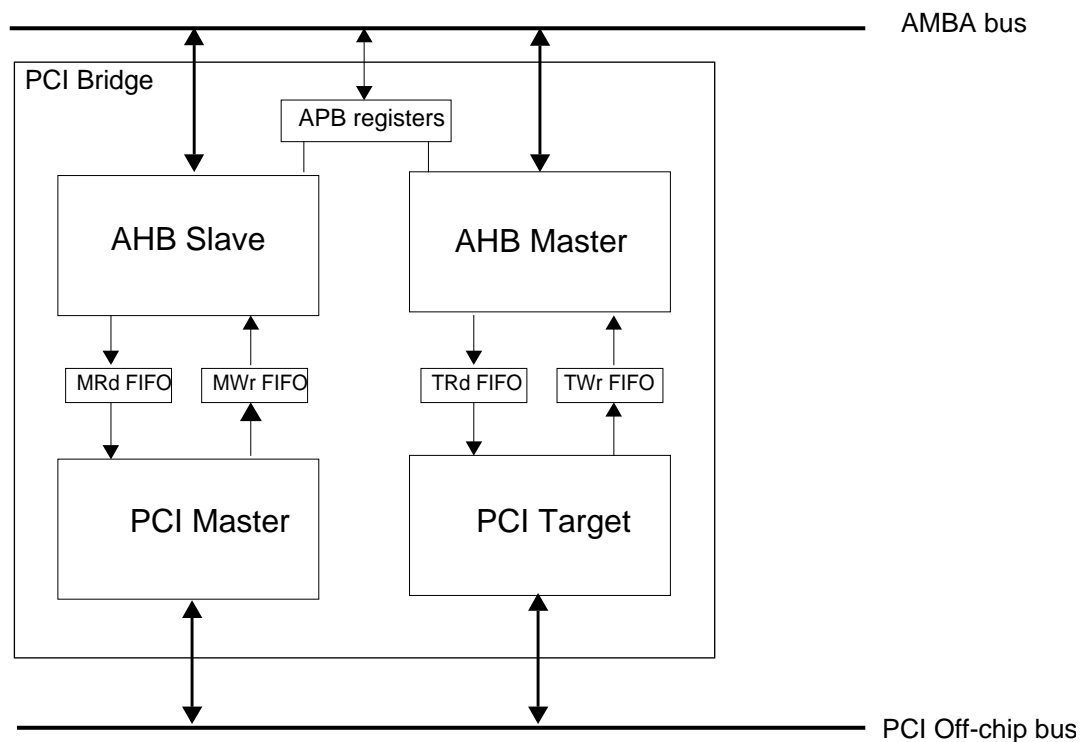 AMBA bus
PCI Bridge
APB registers
AHB Slave
AHB Master
MRd FIFO
MWr FIFO
TRd FIFO
TWr FIFO
PCI Master
PCI Target
PCI Off-chip bus